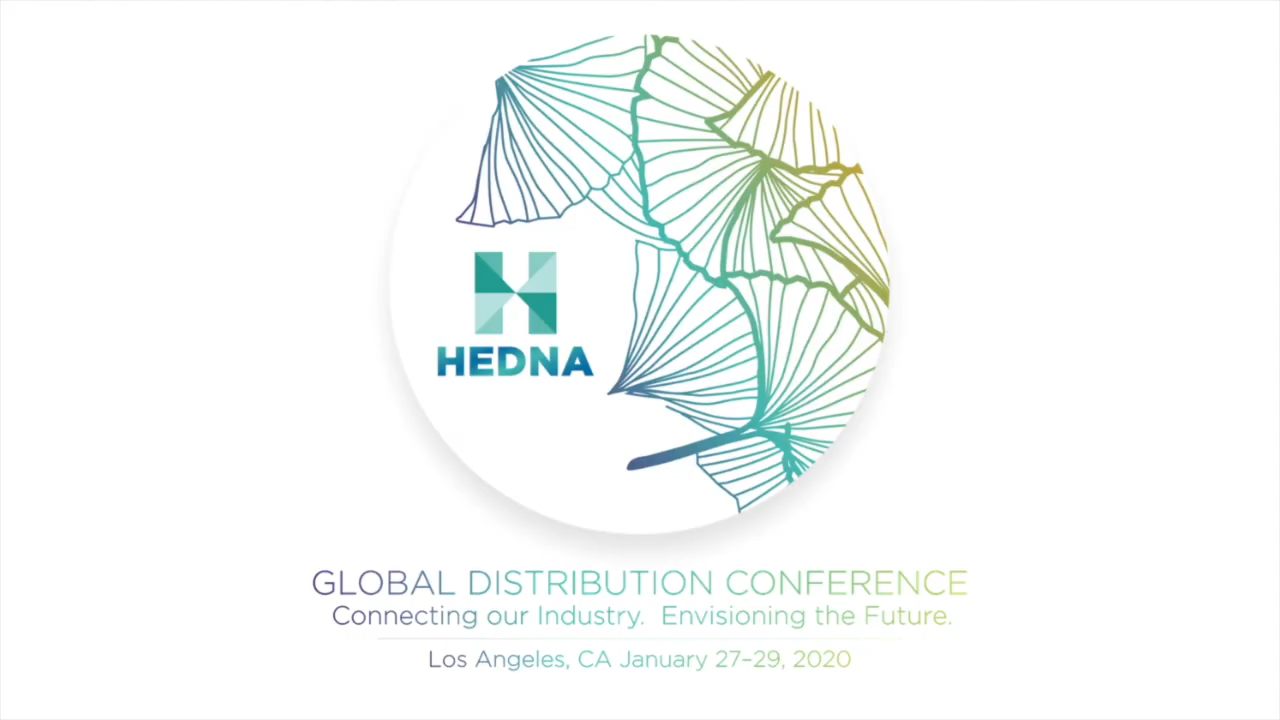 HEDNA
GLOBAL DISTRIBUTION CONFERENCE
Connecting our Industry. Envisioning the Future.
Los Angeles, CA January 27–29, 2020